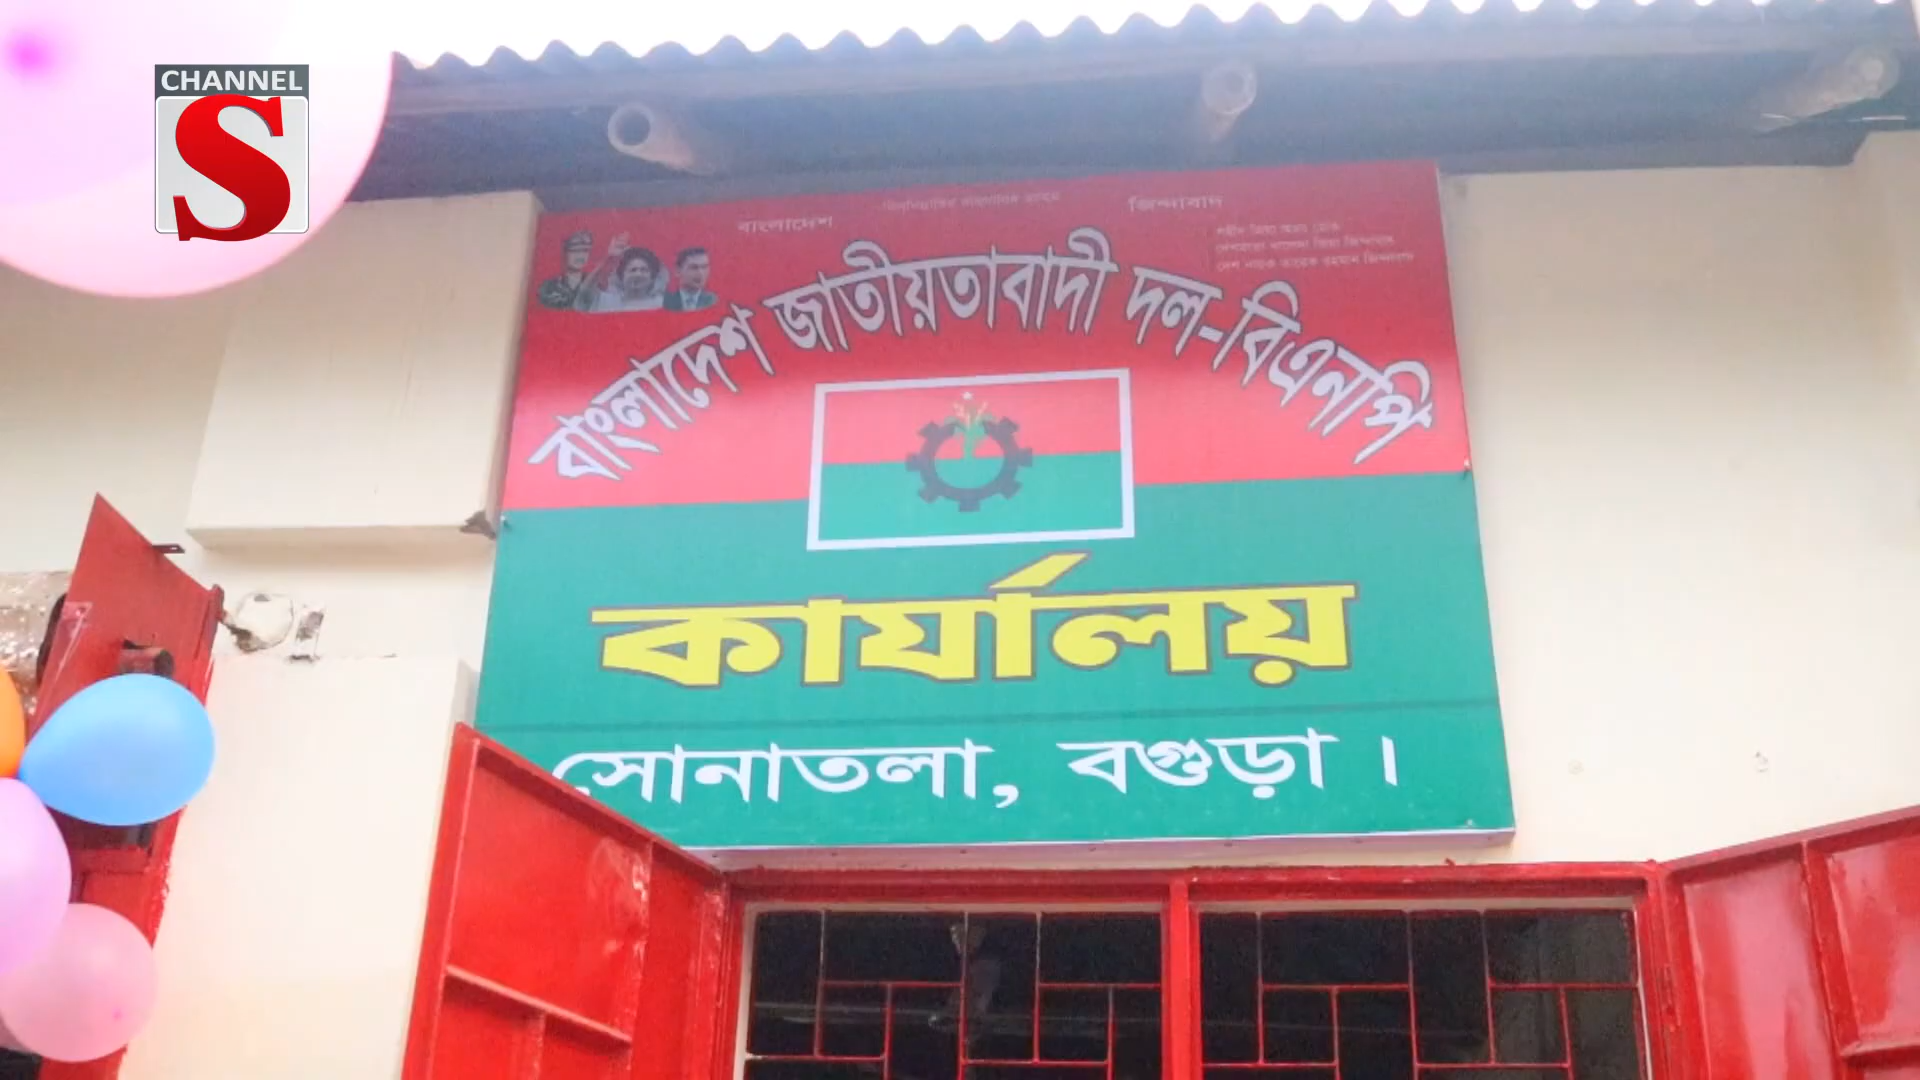 CHANNEL
S
বাংলাদেশ
জিন্দাবাদ
বাংলাদেশ জাতীয়তাবাদী দল-বিএনপি
কার্যালয়
সোনাতলা, বগুড়া।